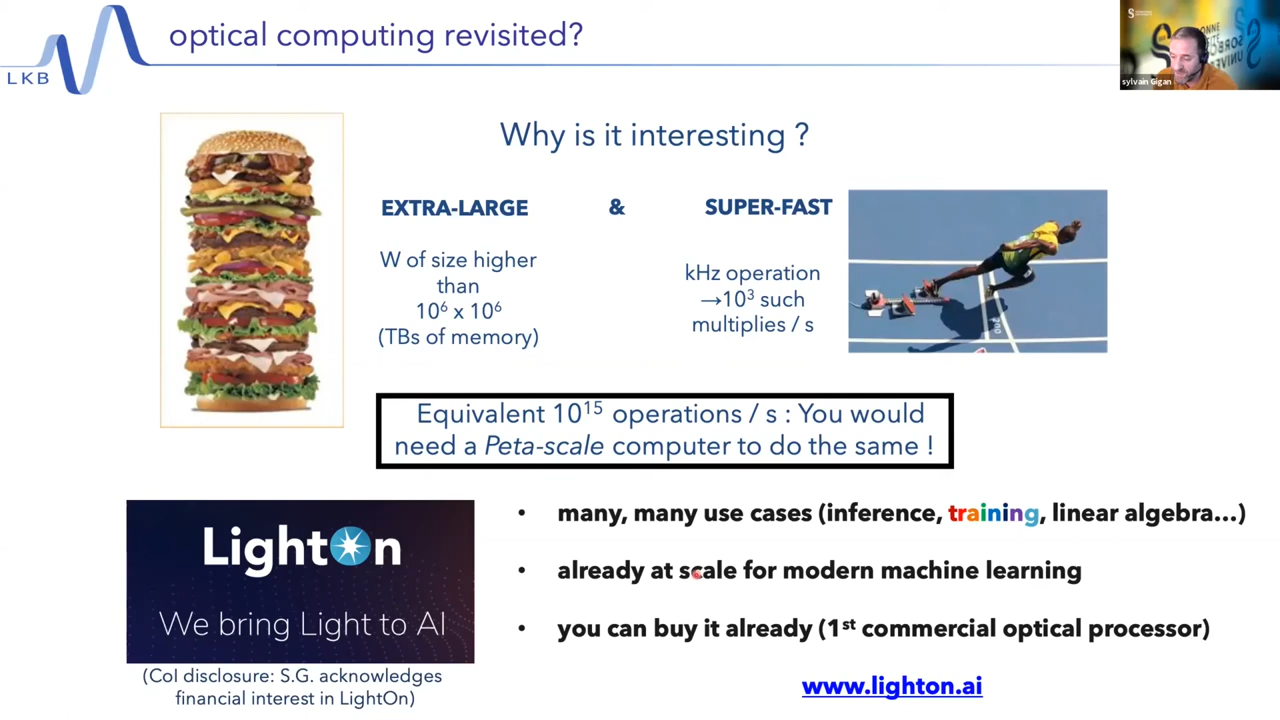 optical computing revisited?
LKB
sylvain Gigan
Why is it interesting ?
EXTRA-LARGE & SUPER-FAST
W of size higher
than
10⁶ x 10⁶
(TBs of memory)
kHz operation
→10³ such
multiplies / s
Equivalent 10¹⁵ operations / s : You would
need a Peta-scale computer to do the same !
LightOn
We bring Light to AI
(CoI disclosure: S.G. acknowledges
financial interest in LightOn)
• many, many use cases (inference, training, linear algebra…)
• already at scale for modern machine learning
• you can buy it already (1st commercial optical processor)
www.lighton.ai